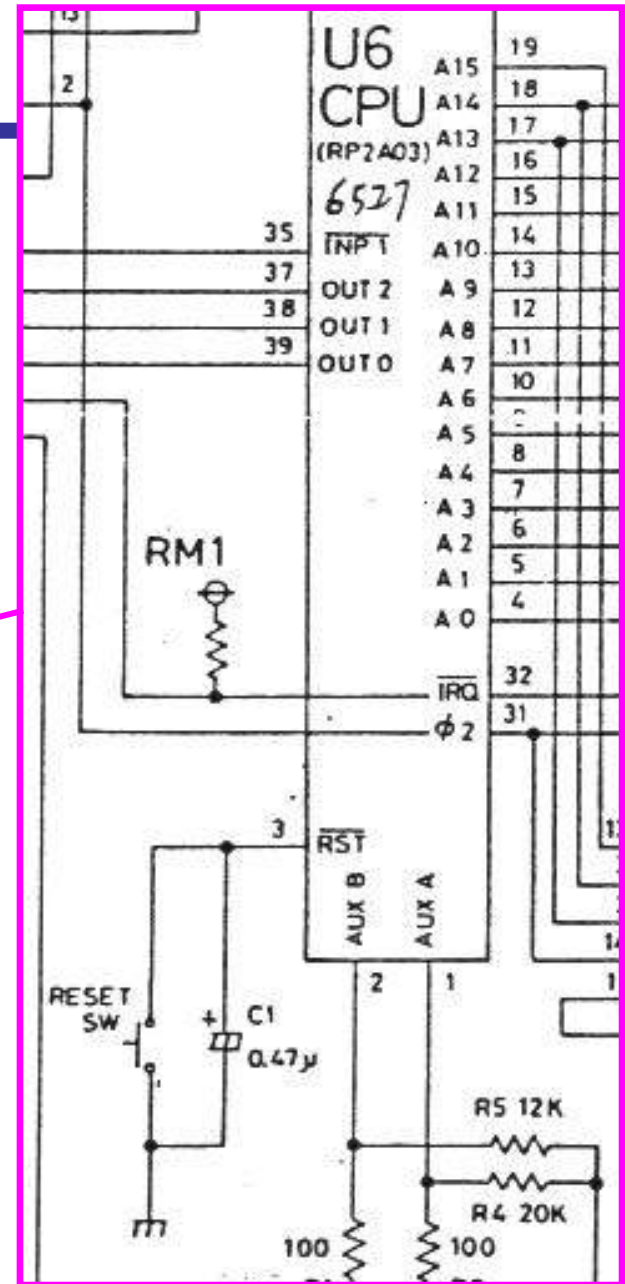 13
2
U6
CPU
(RP2A03)
6527
35 INP 1
37 OUT 2
38 OUT 1
39 OUT 0
A15 19
A14 18
A13 17
A12 16
A11 15
A10 14
A9 13
A8 12
A7 11
A6 10
A5
A4 8
A3 7
A2 6
A1 5
A0 4
RM1
IRQ 32
ϕ2 31
3 RST
AUX B
AUX A
2
1
RESET
SW
+ C1
0.47μ
R5 12K
R4 20K
100
100